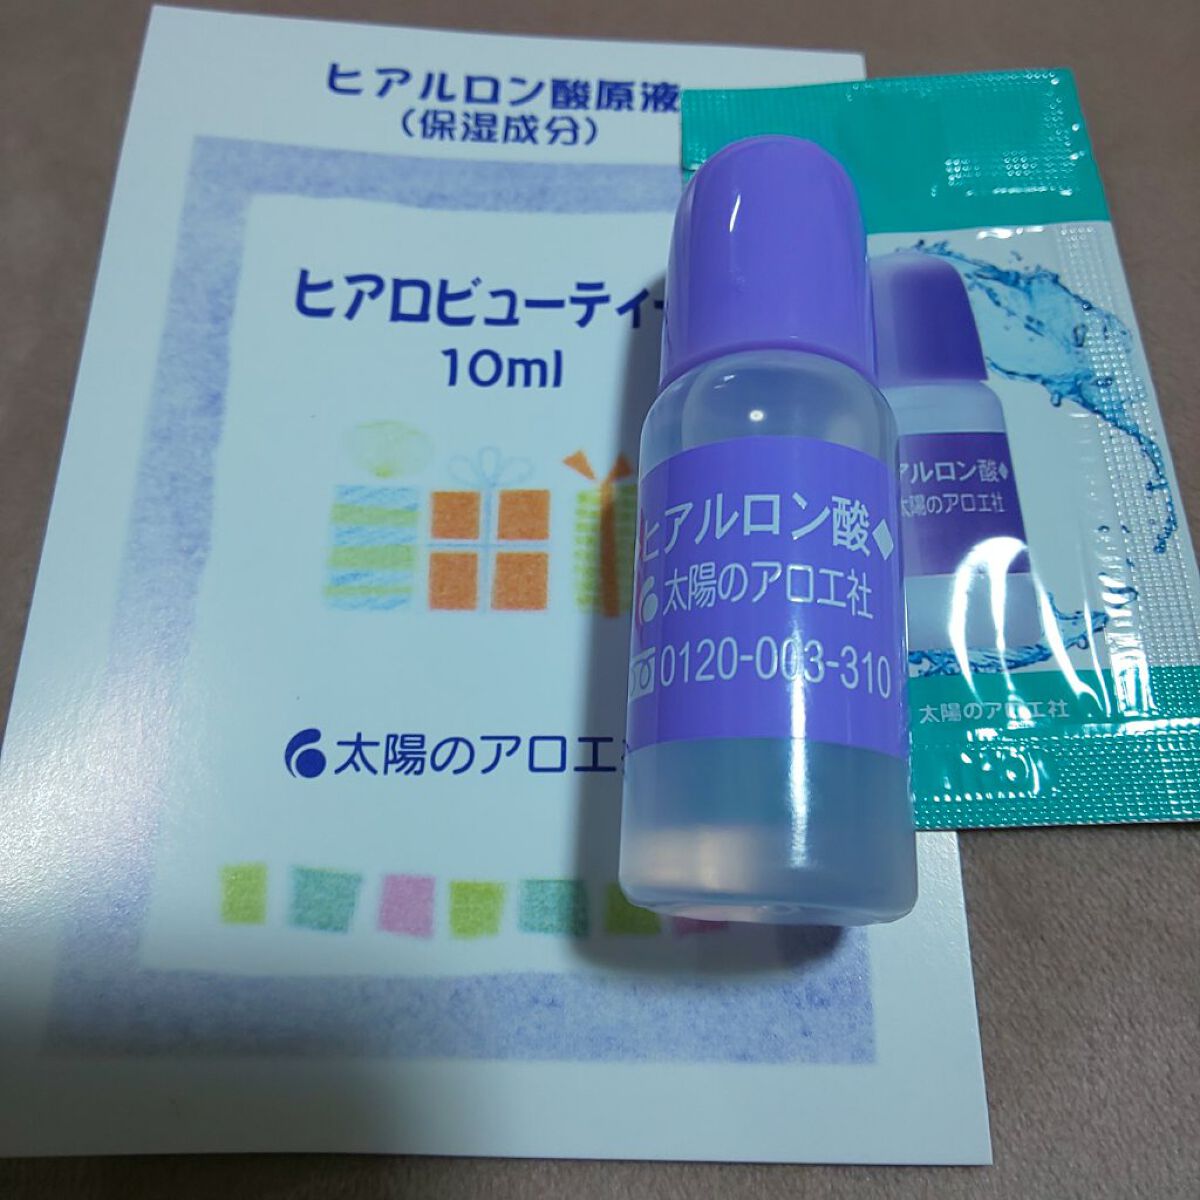 ヒアルロン酸原液
(保湿成分)
ヒアロビューティー
10ml
太陽のアロエ
ヒアルロン酸◆
太陽のアロエ社
0120-003-310
アルロン酸◆
太陽のアロエ社
太陽のアロエ社